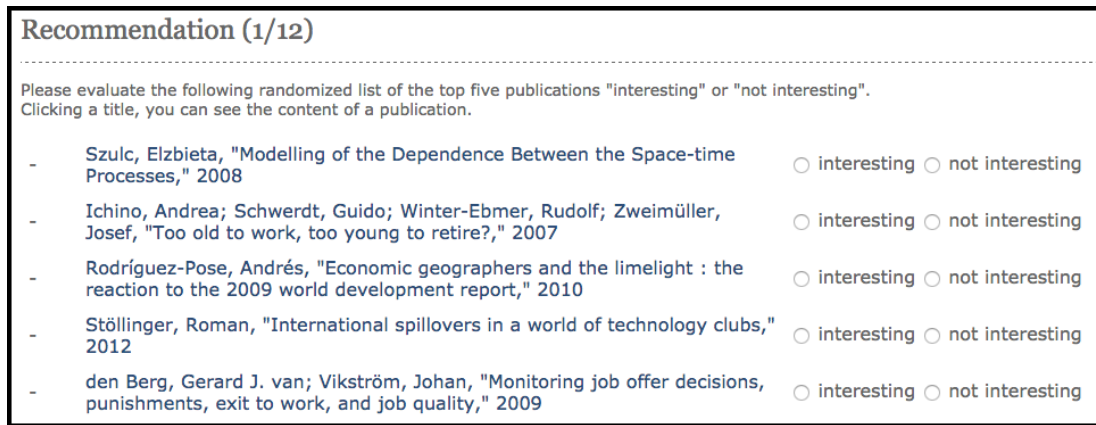 Recommendation (1/12)
Please evaluate the following randomized list of the top five publications "interesting" or "not interesting".
Clicking a title, you can see the content of a publication.
- Szulc, Elzbieta, "Modelling of the Dependence Between the Space-time
Processes," 2008
interesting not interesting
- Ichino, Andrea; Schwerdt, Guido; Winter-Ebmer, Rudolf; Zweimüller,
Josef, "Too old to work, too young to retire?," 2007
interesting not interesting
- Rodríguez-Pose, Andrés, "Economic geographers and the limelight : the
reaction to the 2009 world development report," 2010
interesting not interesting
- Stöllinger, Roman, "International spillovers in a world of technology clubs,"
2012
interesting not interesting
- den Berg, Gerard J. van; Vikström, Johan, "Monitoring job offer decisions,
punishments, exit to work, and job quality," 2009
interesting not interesting